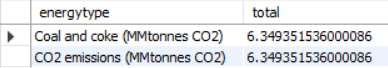 energytype total
Coal and coke (MMtonnes CO2) 6.349351536000086
CO2 emissions (MMtonnes CO2) 6.349351536000086